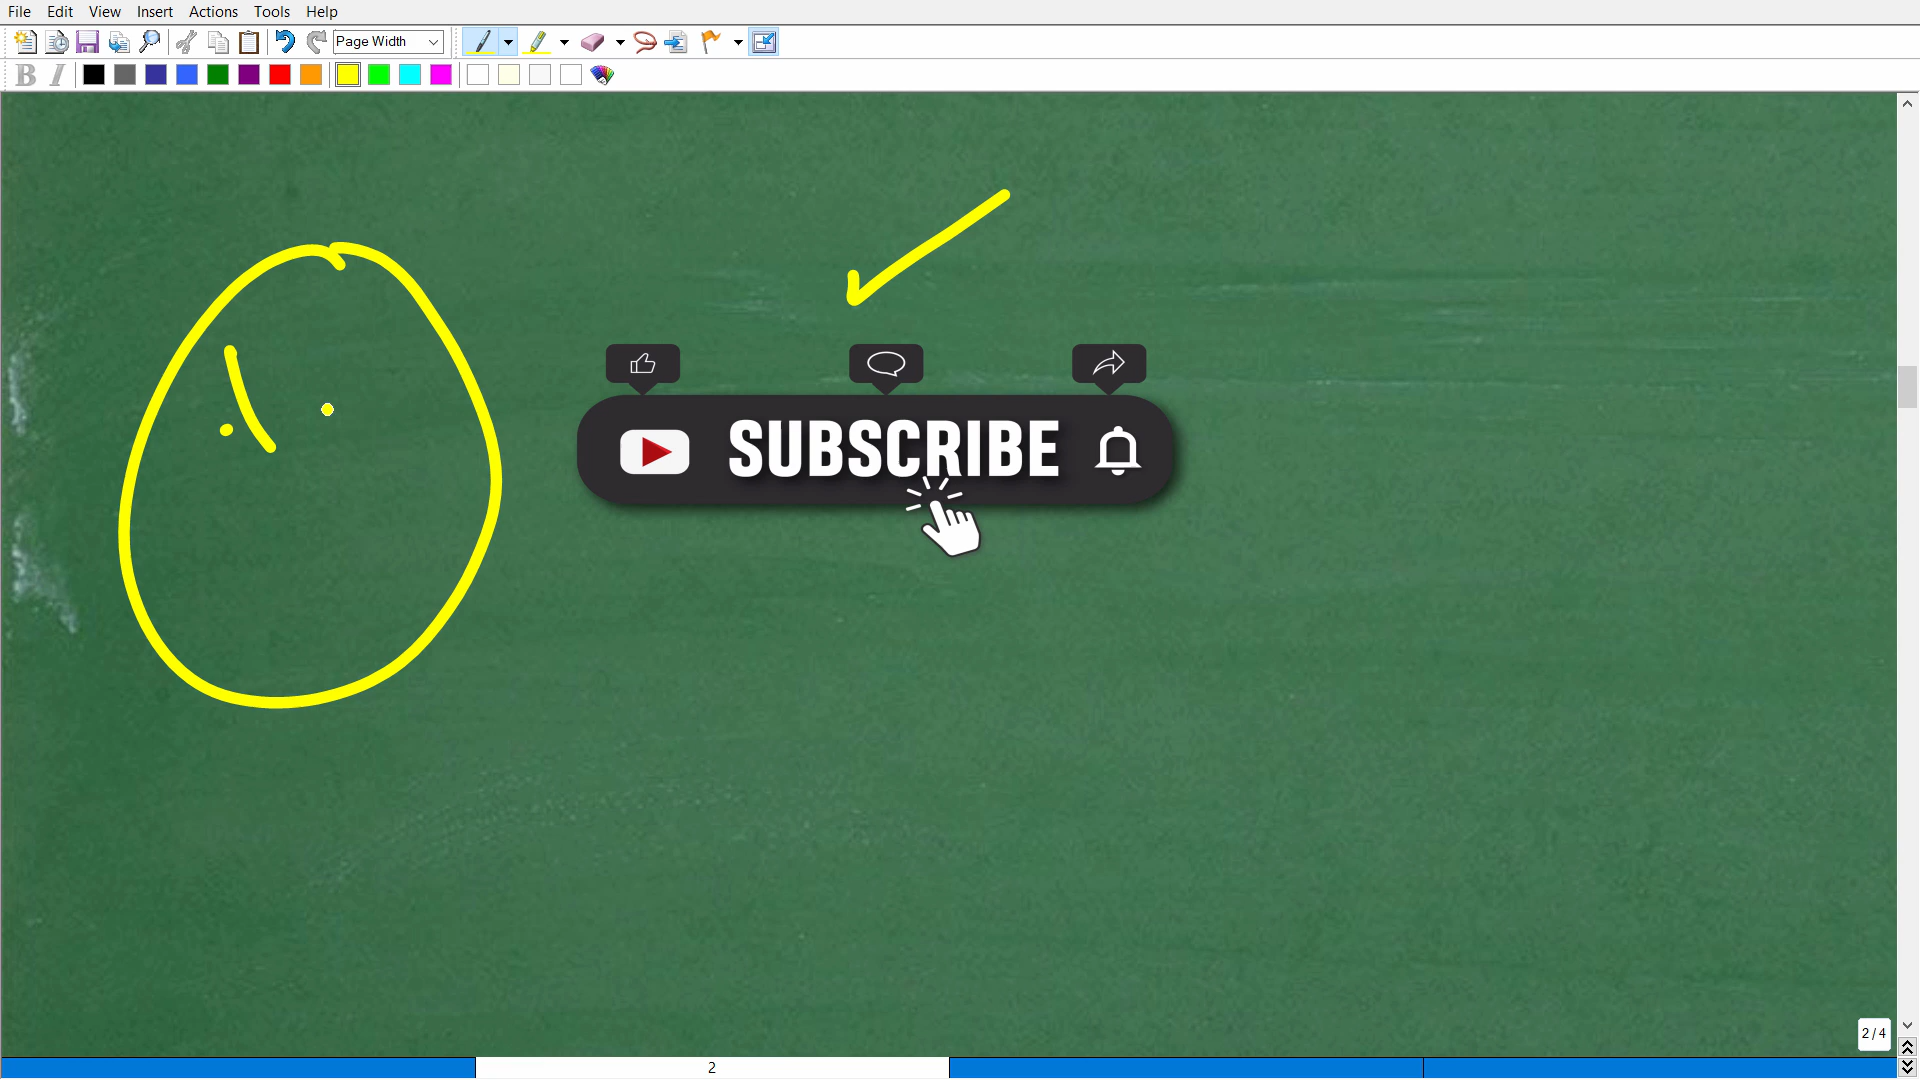 File Edit View Insert Actions Tools Help
Page Width
B I
SUBSCRIBE
2 / 4
2